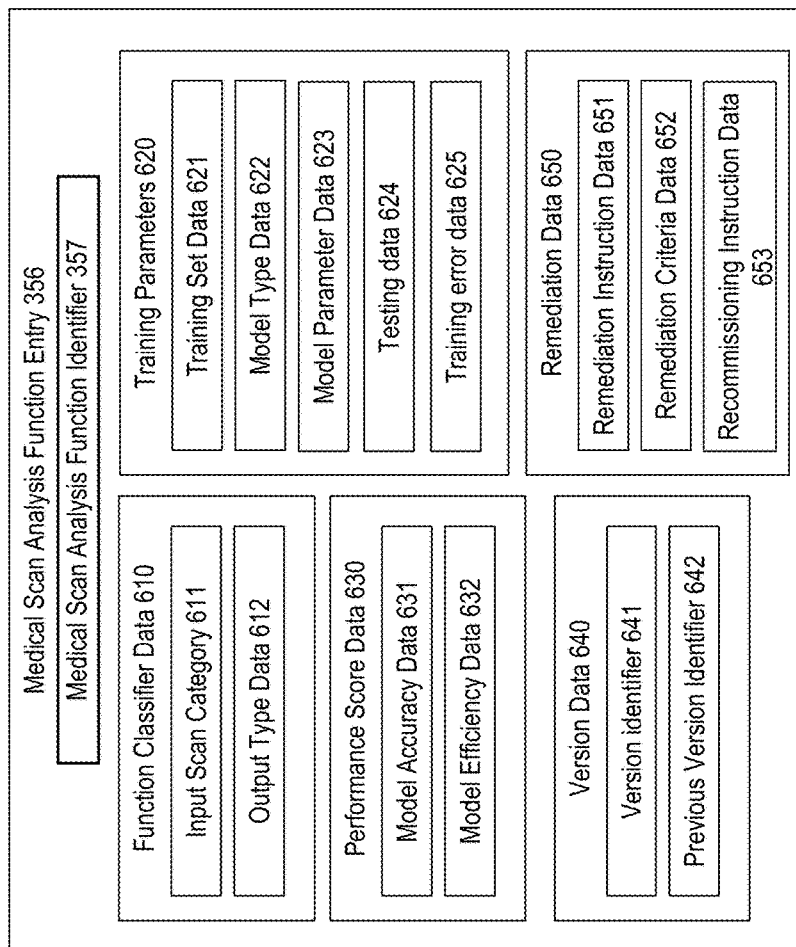 Medical Scan Analysis Function Entry 356
Medical Scan Analysis Function Identifier 357
Function Classifier Data 610
Input Scan Category 611
Output Type Data 612
Performance Score Data 630
Model Accuracy Data 631
Model Efficiency Data 632
Version Data 640
Version identifier 641
Previous Version Identifier 642
Training Parameters 620
Training Set Data 621
Model Type Data 622
Model Parameter Data 623
Testing data 624
Training error data 625
Remediation Data 650
Remediation Instruction Data 651
Remediation Criteria Data 652
Recommissioning Instruction Data
653